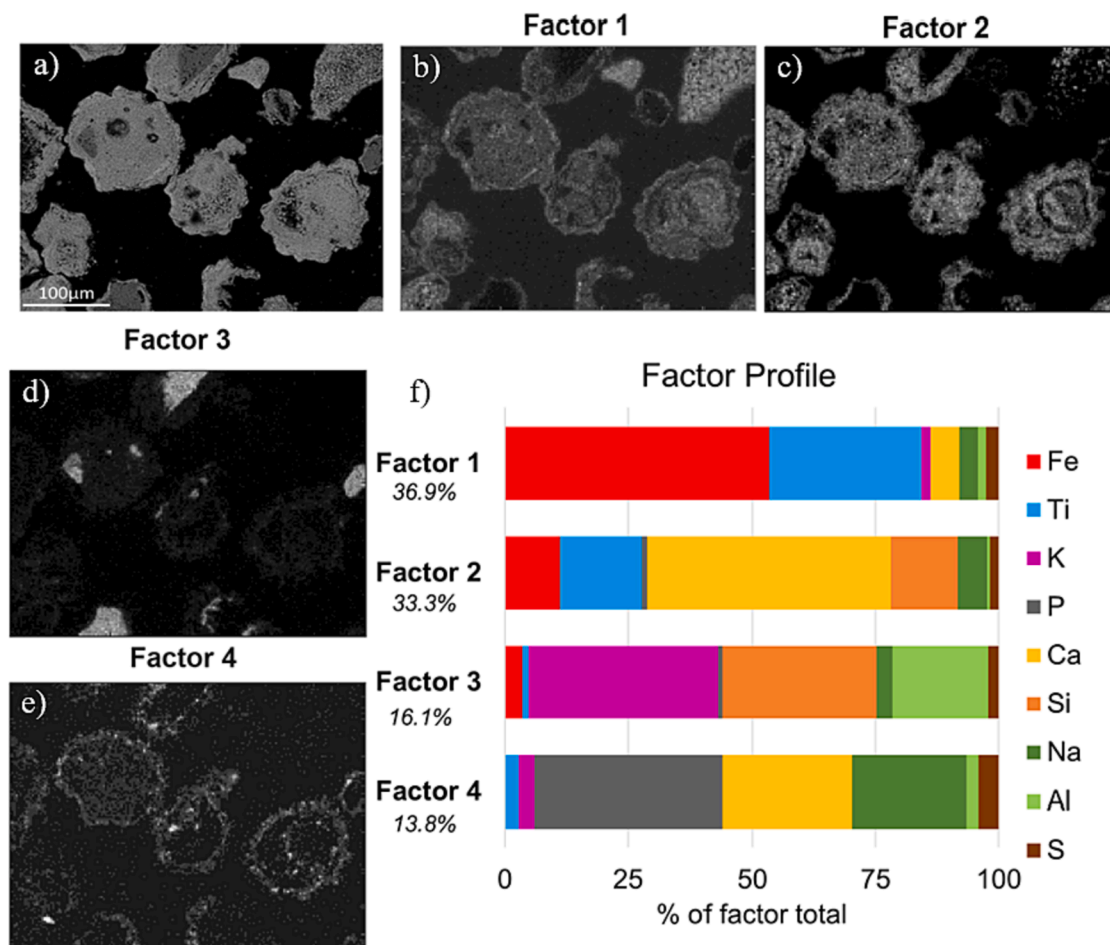 Factor 1
Factor 2
a)
b)
c)
100μm
Factor 3
d)
Factor 4
e)
f)
Factor Profile
Factor 1
36.9%
Factor 2
33.3%
Factor 3
16.1%
Factor 4
13.8%
Fe
Ti
K
P
Ca
Si
Na
Al
S
0 25 50 75 100
% of factor total